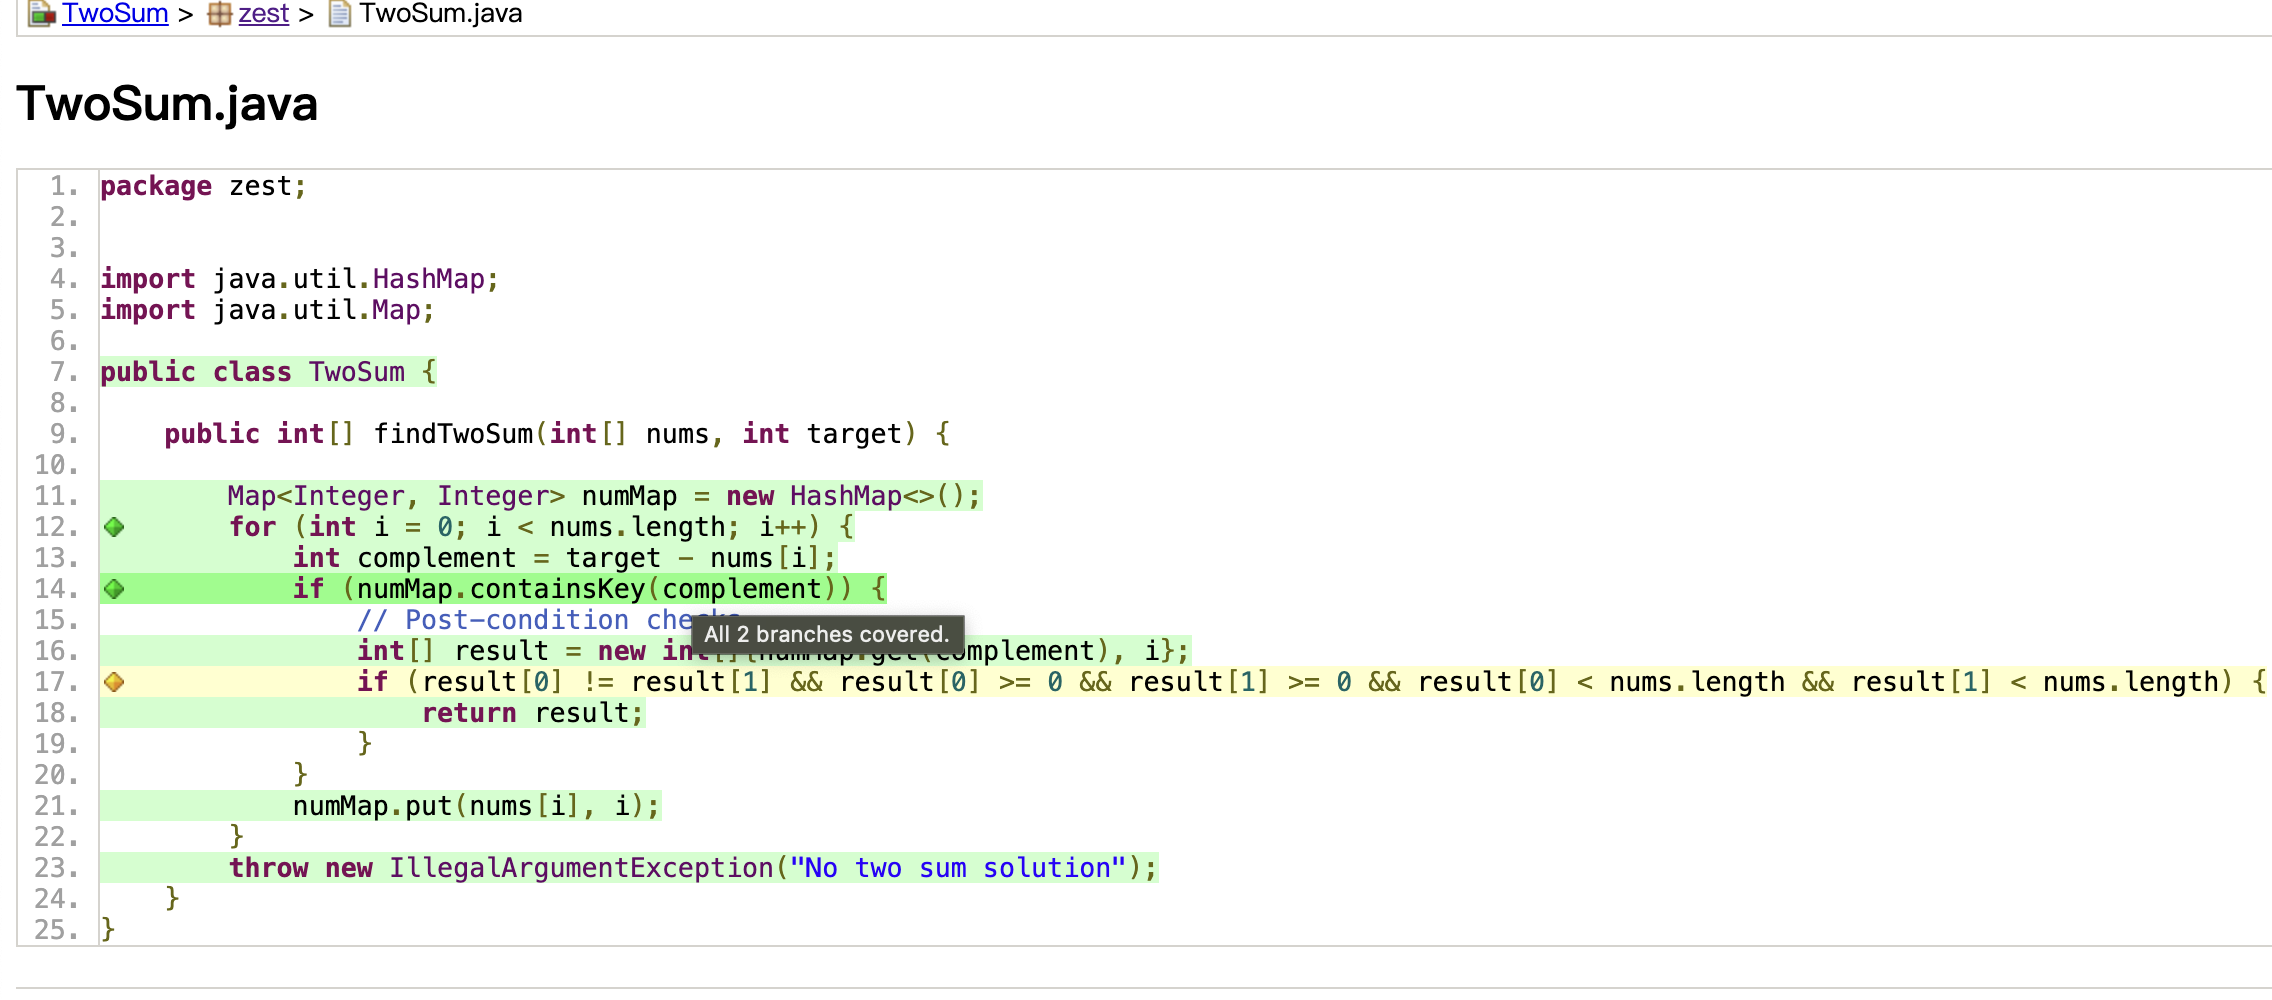 TwoSum > zest > TwoSum.java
TwoSum.java
1. package zest;
2.
3.
4. import java.util.HashMap;
5. import java.util.Map;
6.
7. public class TwoSum {
8.
9.     public int[] findTwoSum(int[] nums, int target) {
10.
11.         Map<Integer, Integer> numMap = new HashMap<>();
12.         for (int i = 0; i < nums.length; i++) {
13.             int complement = target - nums[i];
14.             if (numMap.containsKey(complement)) {
15.                 // Post-condition checks
All 2 branches covered.
16.                 int[] result = new int[]{numMap.get(complement), i};
17.                 if (result[0] != result[1] && result[0] >= 0 && result[1] >= 0 && result[0] < nums.length && result[1] < nums.length) {
18.                     return result;
19.                 }
20.             }
21.             numMap.put(nums[i], i);
22.         }
23.         throw new IllegalArgumentException("No two sum solution");
24.     }
25. }